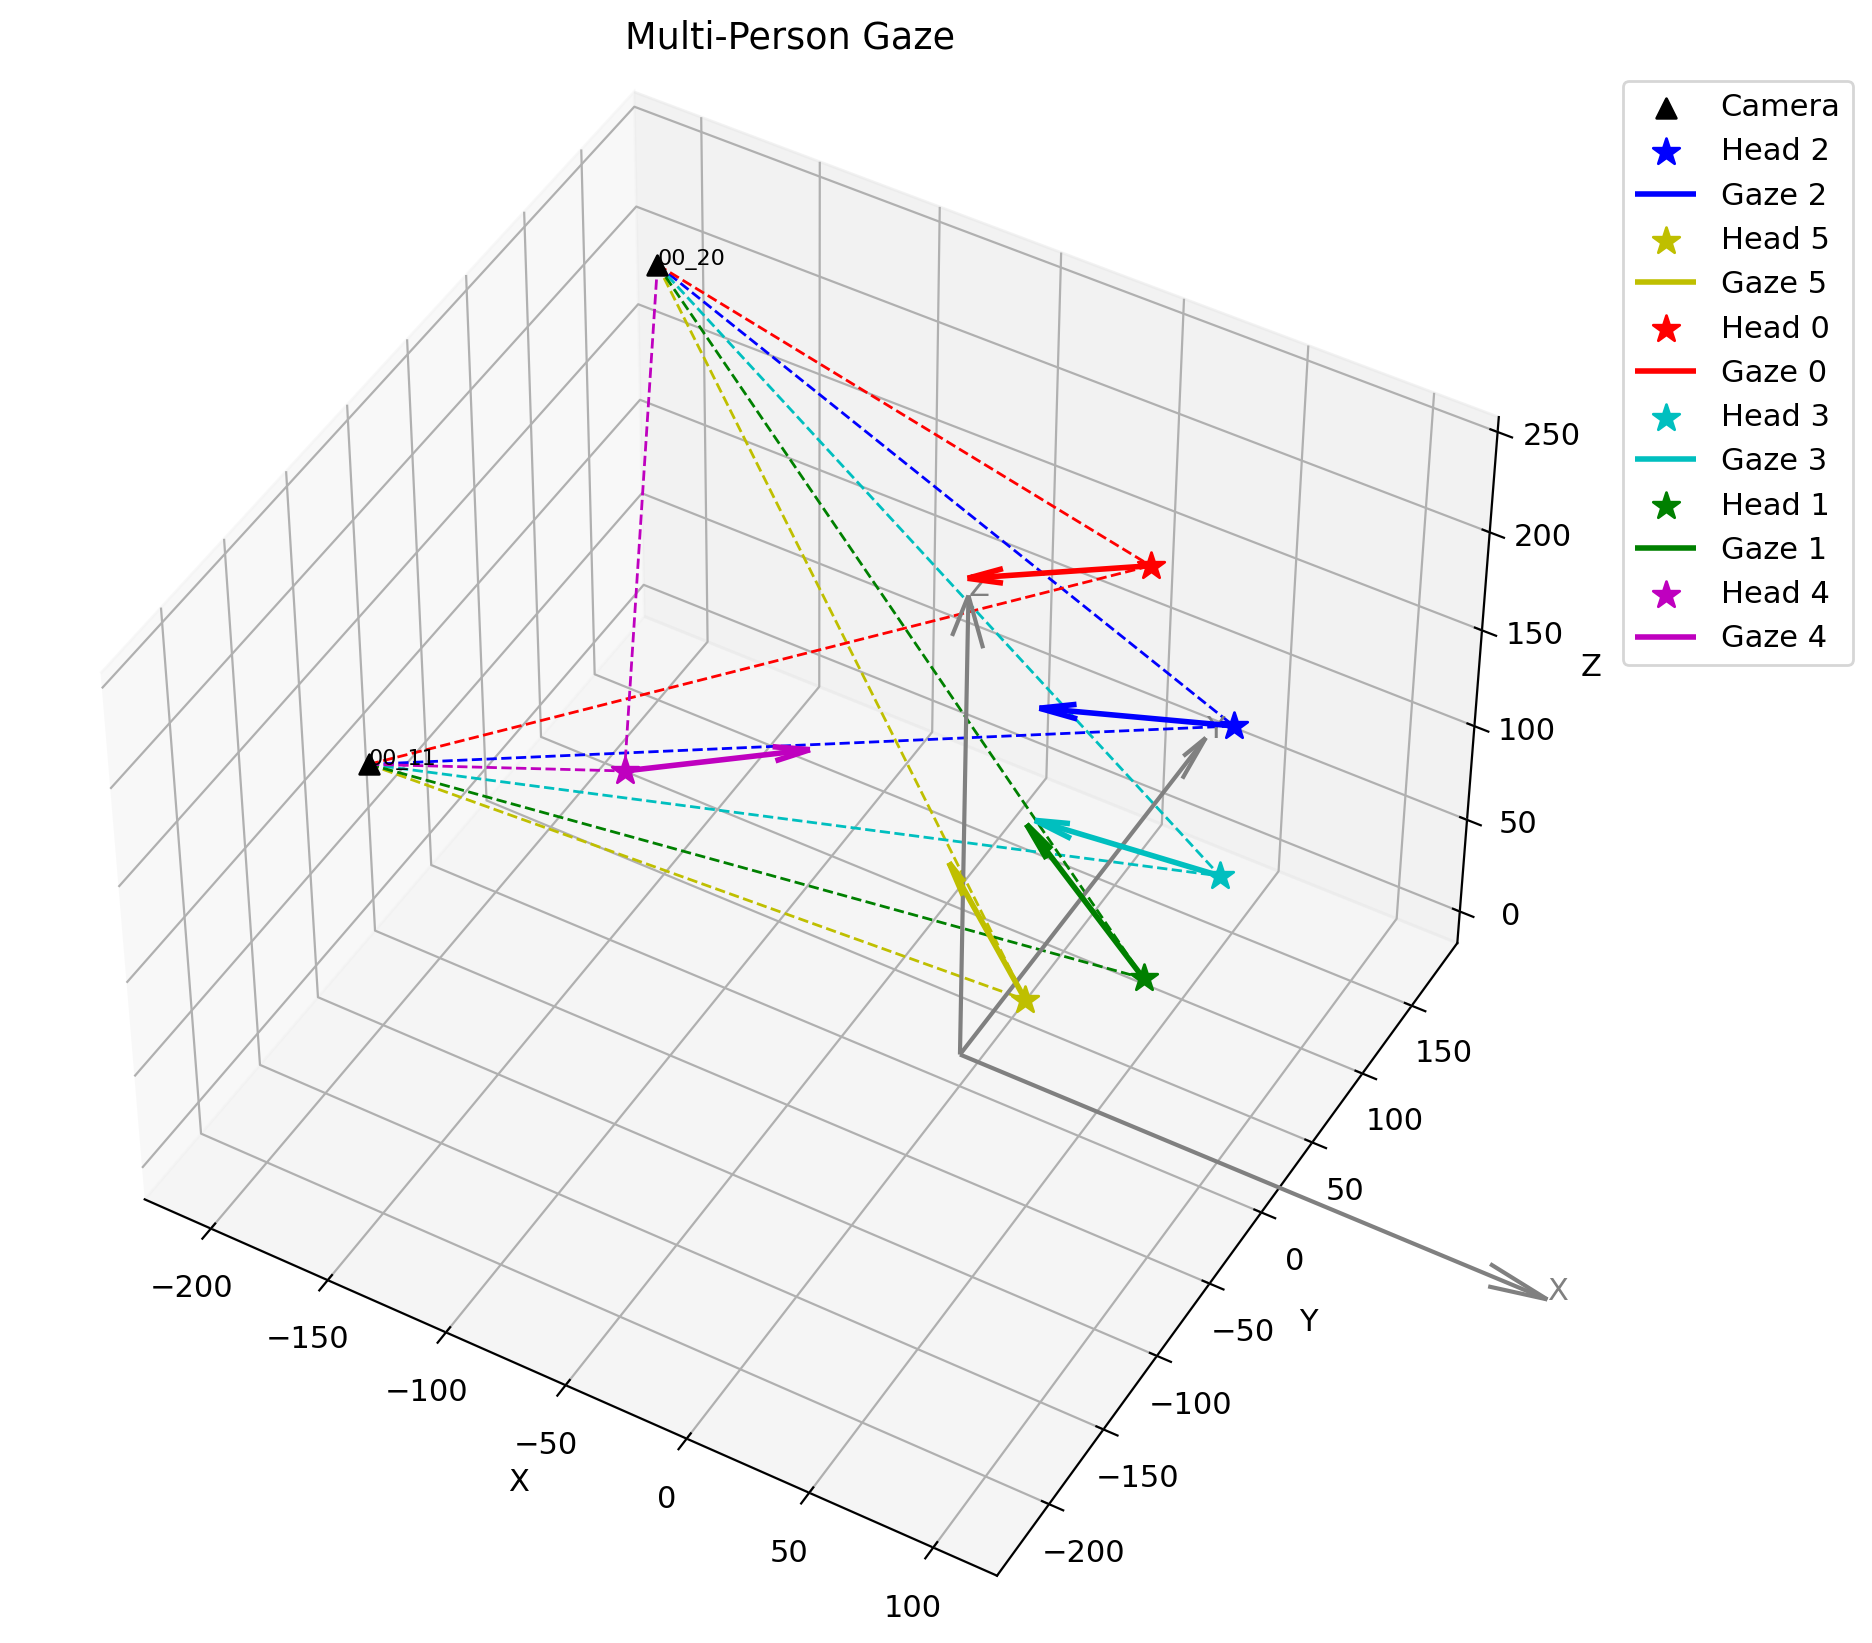 Multi-Person Gaze
Camera
Head 2
Gaze 2
Head 5
Gaze 5
Head 0
Gaze 0
Head 3
Gaze 3
Head 1
Gaze 1
Head 4
Gaze 4
00_20
00_11
250
200
150
100
50
0
Z
150
100
50
0
−50
−100
−150
−200
Y
X
−200
−150
−100
−50
0
50
100
X